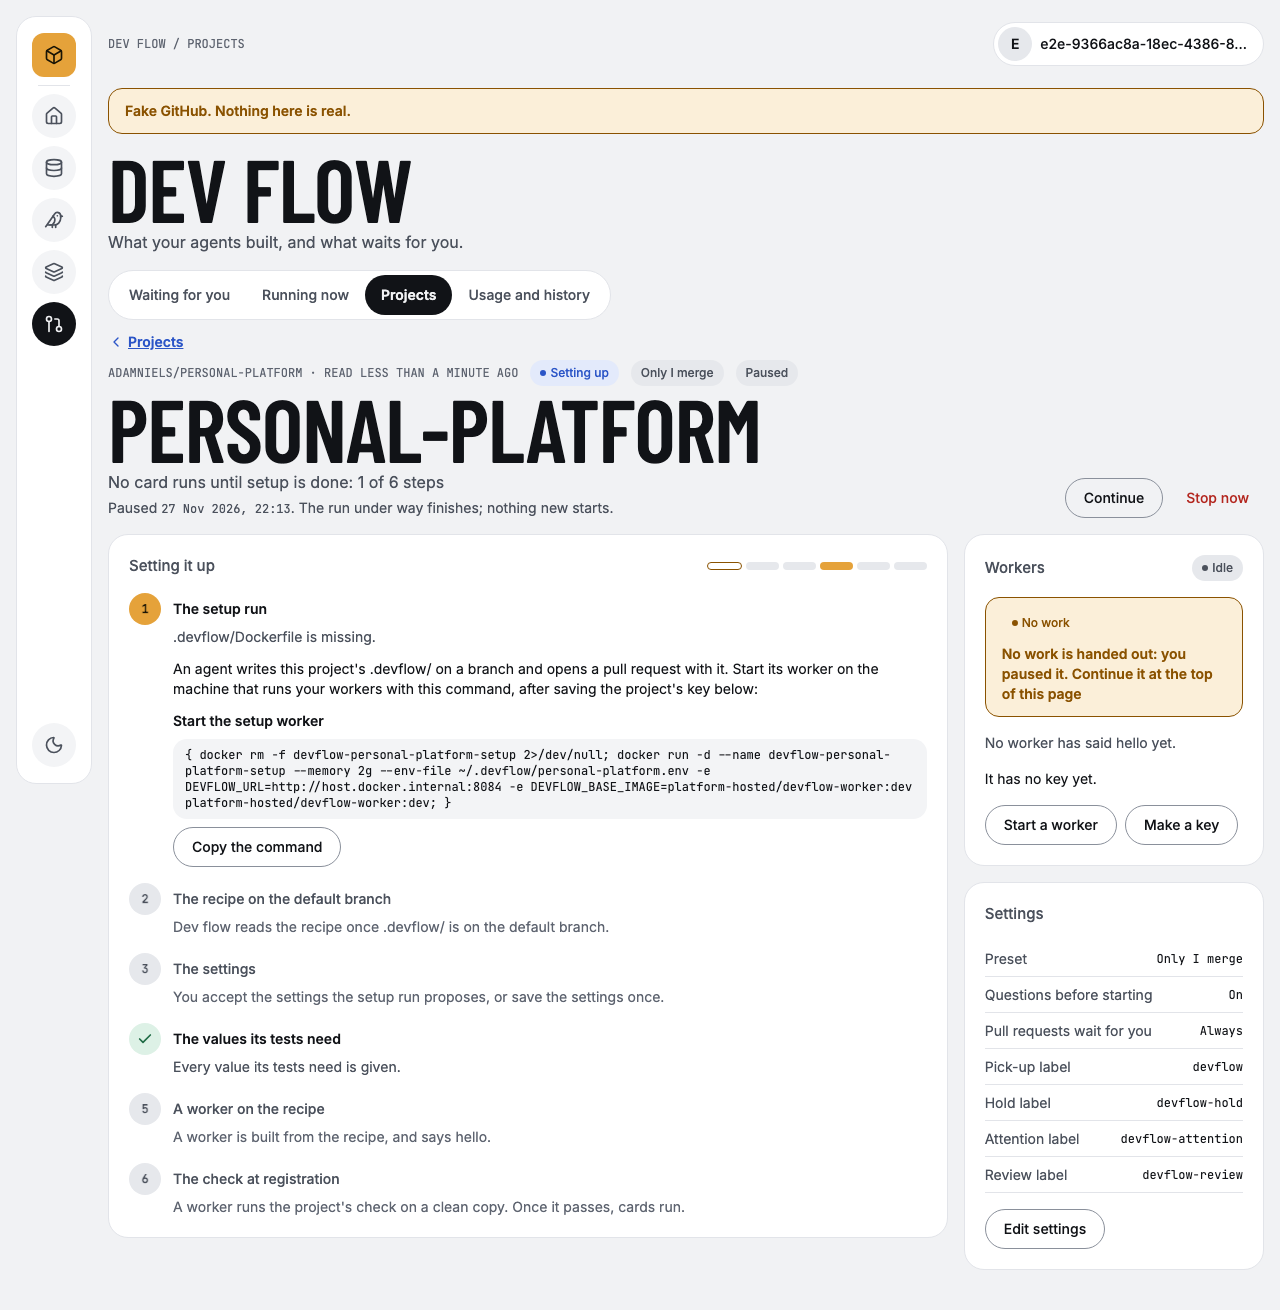 DEV FLOW / PROJECTS
E
e2e-9366ac8a-18ec-4386-8...
Fake GitHub. Nothing here is real.
DEV FLOW
What your agents built, and what waits for you.
Waiting for you
Running now
Projects
Usage and history
Projects
ADAMNIELS/PERSONAL-PLATFORM · READ LESS THAN A MINUTE AGO
Setting up
Only I merge
Paused
PERSONAL-PLATFORM
No card runs until setup is done: 1 of 6 steps
Paused 27 Nov 2026, 22:13. The run under way finishes; nothing new starts.
Continue
Stop now
Setting it up
1
The setup run
.devflow/Dockerfile is missing.
An agent writes this project's .devflow/ on a branch and opens a pull request with it. Start its worker on the
machine that runs your workers with this command, after saving the project's key below:
Start the setup worker
{ docker rm -f devflow-personal-platform-setup 2>/dev/null; docker run -d --name devflow-personal-
platform-setup --memory 2g --env-file ~/.devflow/personal-platform.env -e
DEVFLOW_URL=http://host.docker.internal:8084 -e DEVFLOW_BASE_IMAGE=platform-hosted/devflow-worker:dev
platform-hosted/devflow-worker:dev; }
Copy the command
2
The recipe on the default branch
Dev flow reads the recipe once .devflow/ is on the default branch.
3
The settings
You accept the settings the setup run proposes, or save the settings once.
The values its tests need
Every value its tests need is given.
5
A worker on the recipe
A worker is built from the recipe, and says hello.
6
The check at registration
A worker runs the project's check on a clean copy. Once it passes, cards run.
Workers
Idle
No work
No work is handed out: you
paused it. Continue it at the top
of this page
No worker has said hello yet.
It has no key yet.
Start a worker
Make a key
Settings
Preset
Only I merge
Questions before starting
On
Pull requests wait for you
Always
Pick-up label
devflow
Hold label
devflow-hold
Attention label
devflow-attention
Review label
devflow-review
Edit settings